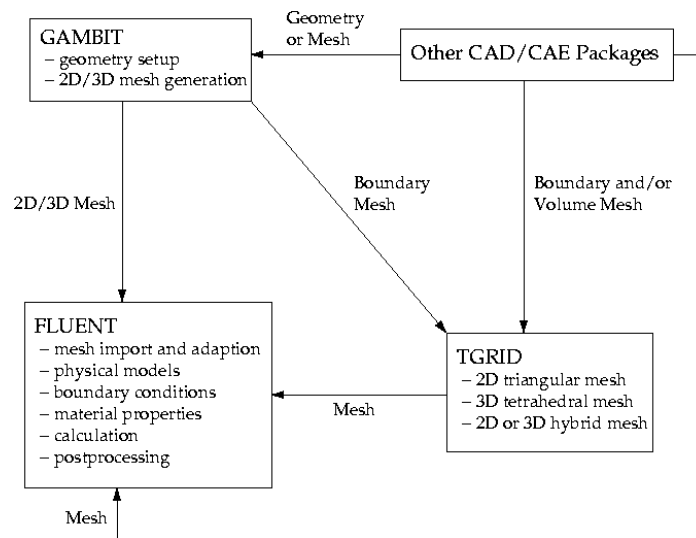 GAMBIT
– geometry setup
– 2D/3D mesh generation
Geometry
or Mesh
Other CAD/CAE Packages
2D/3D Mesh
Boundary
Mesh
Boundary and/or
Volume Mesh
FLUENT
– mesh import and adaption
– physical models
– boundary conditions
– material properties
– calculation
– postprocessing
Mesh
TGRID
– 2D triangular mesh
– 3D tetrahedral mesh
– 2D or 3D hybrid mesh
Mesh